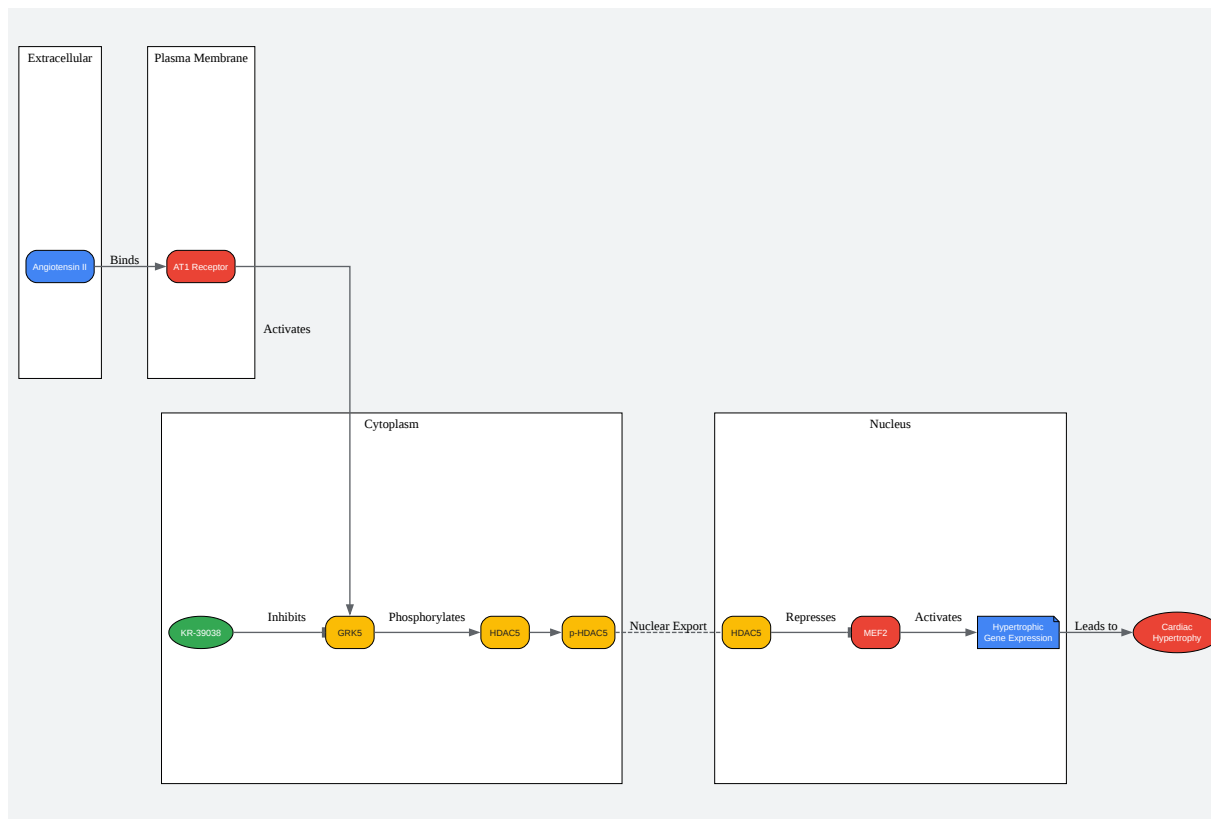 Extracellular
Plasma Membrane
Angiotensin II
Binds
AT1 Receptor
Activates
Cytoplasm
Nucleus
KR-39038
Inhibits
GRK5
Phosphorylates
HDAC5
p-HDAC5
Nuclear Export
HDAC5
Represses
MEF2
Activates
Hypertrophic
Gene Expression
Leads to
Cardiac
Hypertrophy